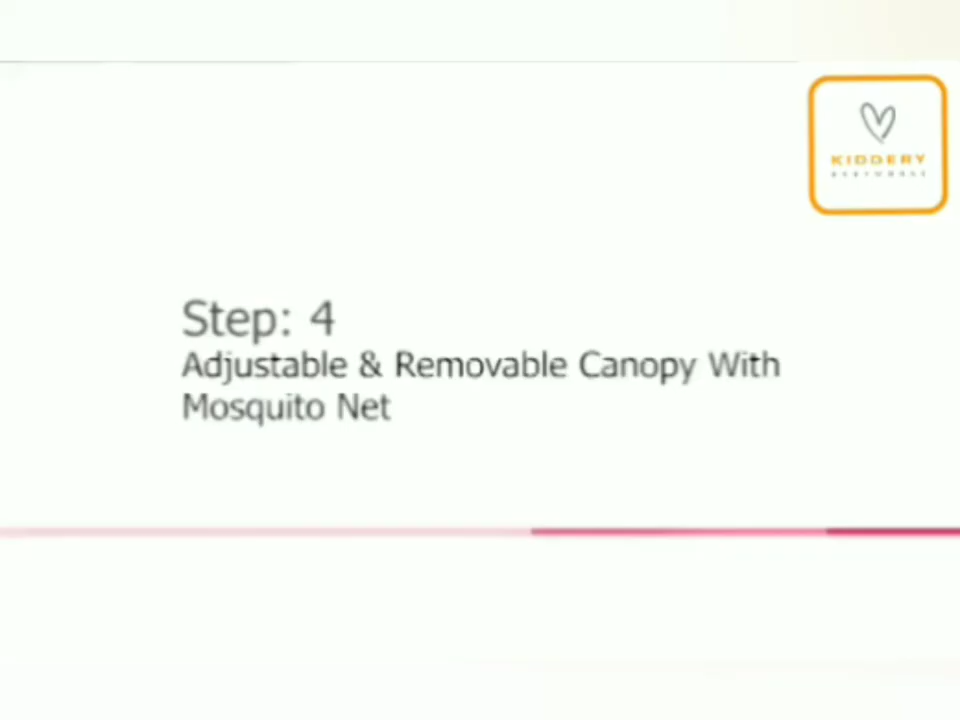 KIDDERY
Step: 4
Adjustable & Removable Canopy With
Mosquito Net